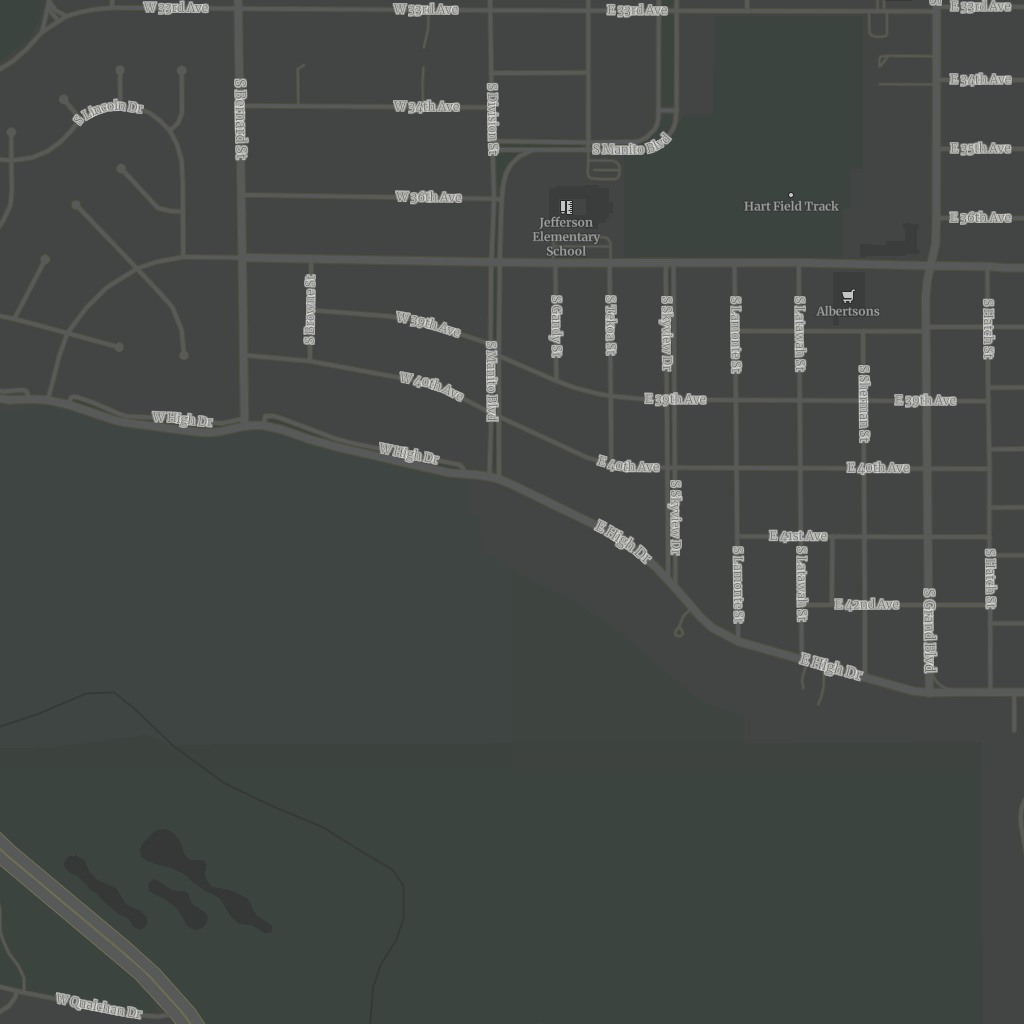 W 33rd Ave
W 33rd Ave
E 33rd Ave
St
E 33rd Ave
S Lincoln Dr
S Bernard St
W 34th Ave
S Division St
E 34th Ave
S Manito Blvd
E 35th Ave
W 36th Ave
Hart Field Track
E 36th Ave
Jefferson
Elementary
School
S Stevens St
W 39th Ave
S Gandy St
S Tekoa St
S Skyview Dr
S Lamonte St
S Latawah St
Albertsons
S Hatch St
S Manito Blvd
W 40th Ave
E 39th Ave
S Sherman St
E 39th Ave
W High Dr
W High Dr
E 40th Ave
E 40th Ave
S Skyview Dr
E High Dr
E 41st Ave
S Lamonte St
S Latawah St
S Hatch St
E 42nd Ave
S Grand Blvd
E High Dr
W Qualchan Dr